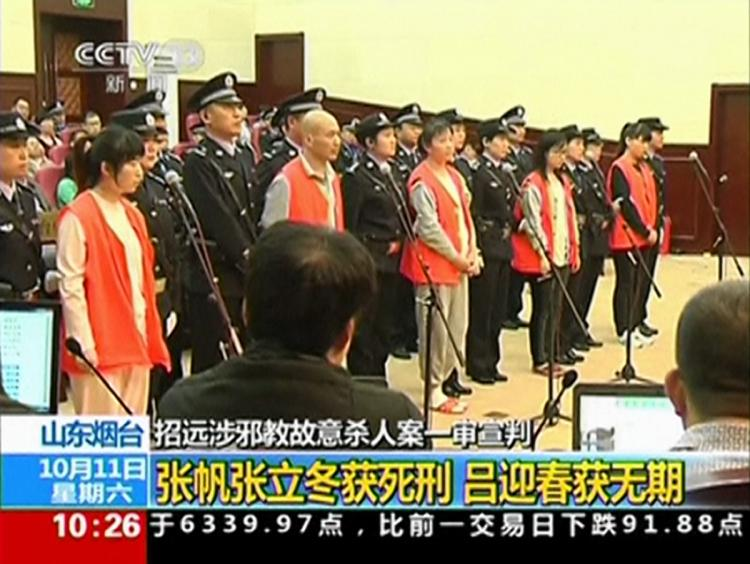 CCTV 13
新·闻
山东烟台
招远涉邪教故意杀人案一审宣判
10月11日
星期六
张帆张立冬获死刑 吕迎春获无期
10:26
于6339.97点，比前一交易日下跌91.88点